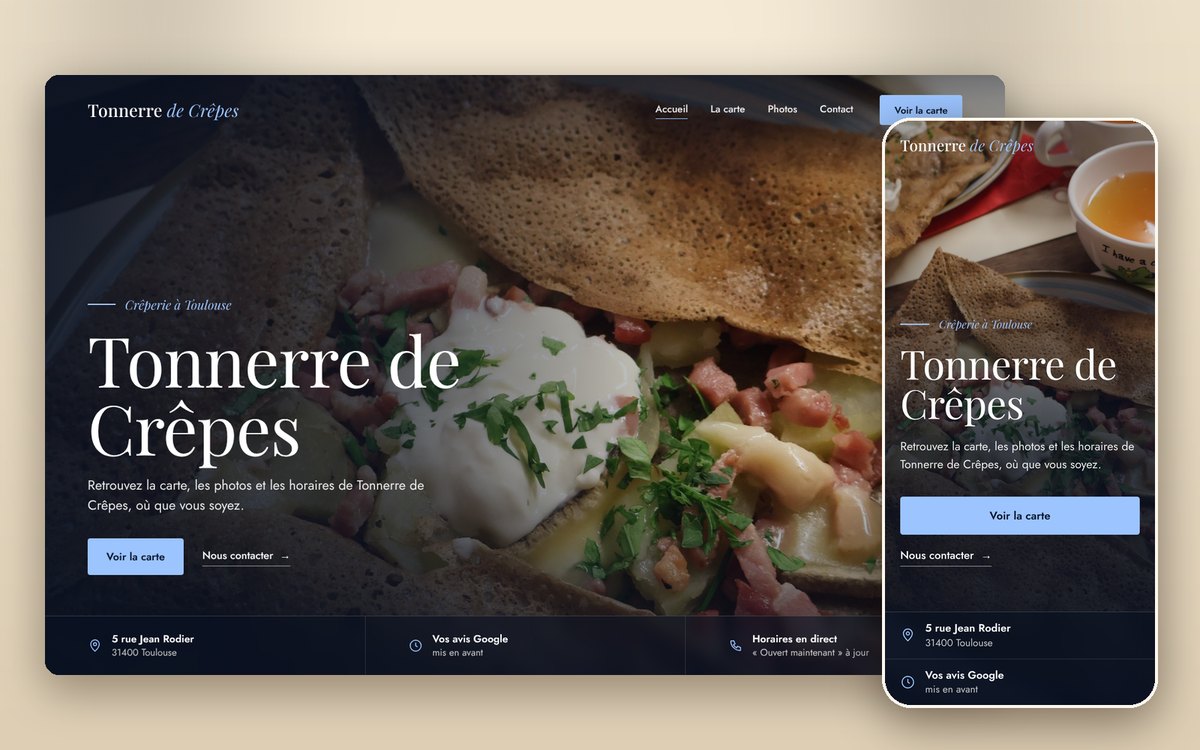 Tonnerre de Crêpes
Accueil
La carte
Photos
Contact
Voir la carte
Crêperie à Toulouse
Tonnerre de
Crêpes
Retrouvez la carte, les photos et les horaires de Tonnerre de
Crêpes, où que vous soyez.
Voir la carte
Nous contacter →
5 rue Jean Rodier
31400 Toulouse
Vos avis Google
mis en avant
Horaires en direct
« Ouvert maintenant » à jour
Tonnerre de Crêpes
I have a
Crêperie à Toulouse
Tonnerre de
Crêpes
Retrouvez la carte, les photos et les horaires de
Tonnerre de Crêpes, où que vous soyez.
Voir la carte
Nous contacter →
5 rue Jean Rodier
31400 Toulouse
Vos avis Google
mis en avant